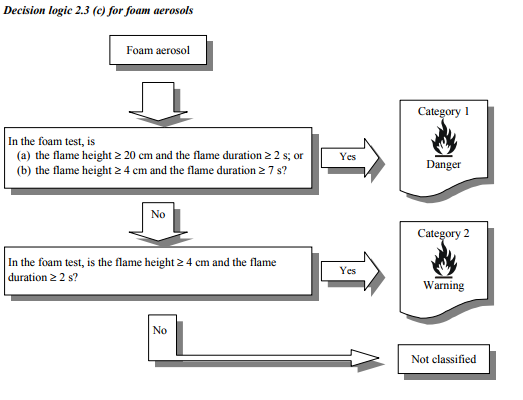 Decision logic 2.3 (c) for foam aerosols
Foam aerosol
In the foam test, is
(a) the flame height ≥ 20 cm and the flame duration ≥ 2 s; or
(b) the flame height ≥ 4 cm and the flame duration ≥ 7 s?
Yes
Category 1
Danger
No
In the foam test, is the flame height ≥ 4 cm and the flame
duration ≥ 2 s?
Yes
Category 2
Warning
No
Not classified